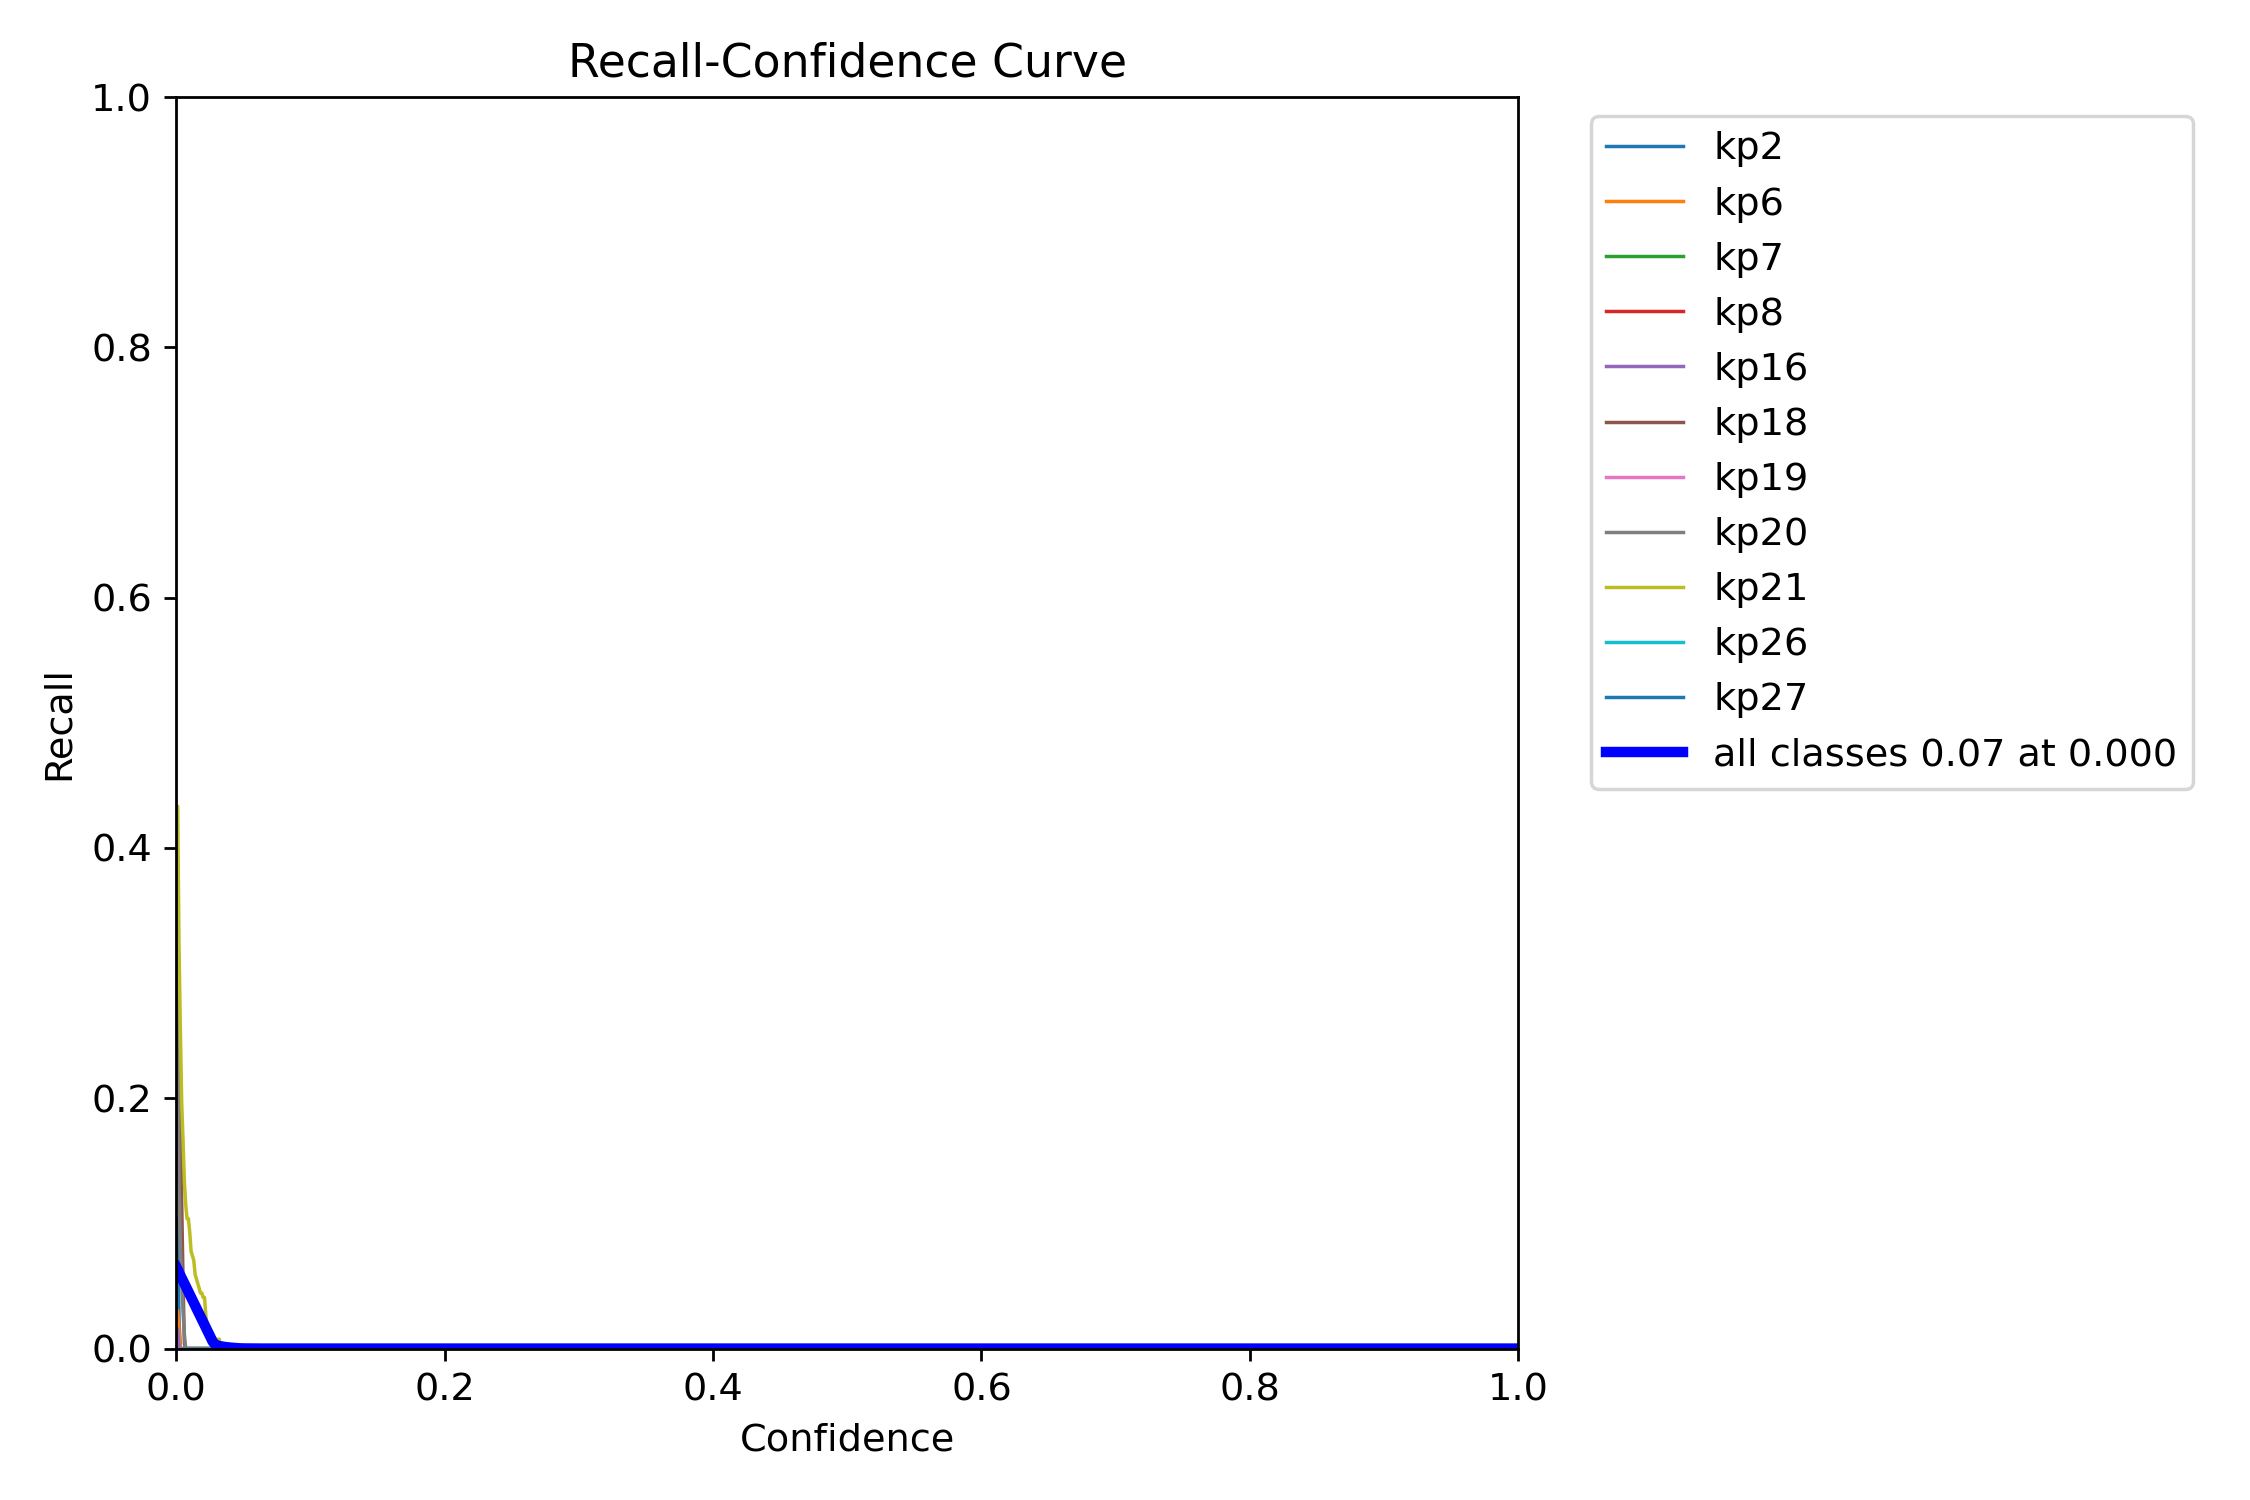 Recall-Confidence Curve
1.0
0.8
0.6
0.4
0.2
0.0
Recall
0.0 0.2 0.4 0.6 0.8 1.0
Confidence
kp2
kp6
kp7
kp8
kp16
kp18
kp19
kp20
kp21
kp26
kp27
all classes 0.07 at 0.000